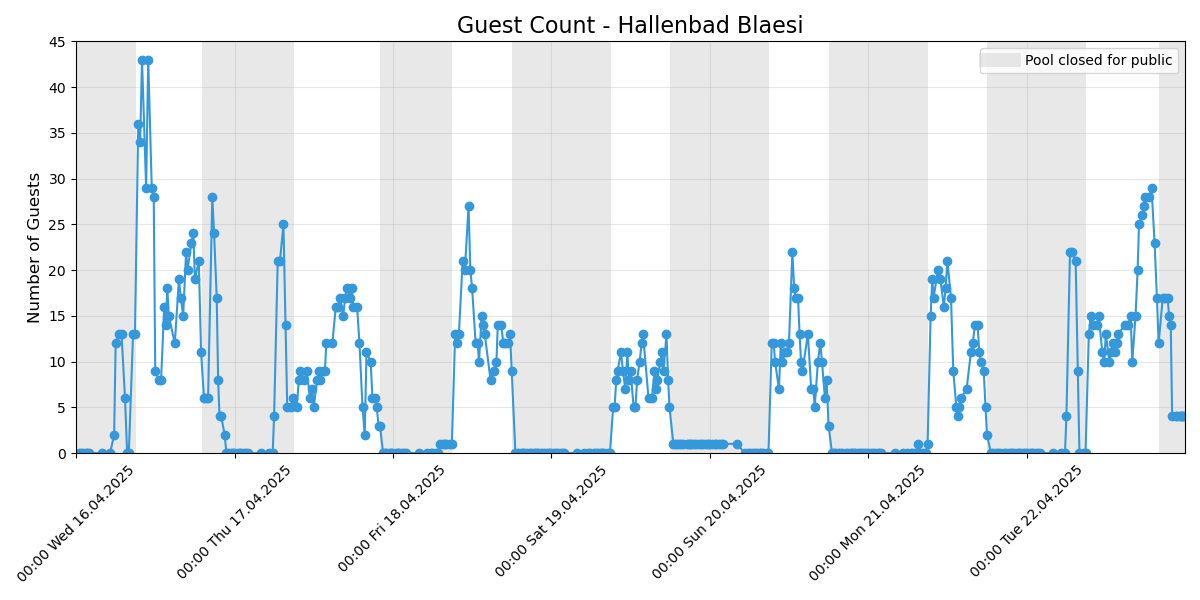 Guest Count - Hallenbad Blaesi
Pool closed for public
Number of Guests
45
40
35
30
25
20
15
10
5
0
00:00 Wed 16.04.2025
00:00 Thu 17.04.2025
00:00 Fri 18.04.2025
00:00 Sat 19.04.2025
00:00 Sun 20.04.2025
00:00 Mon 21.04.2025
00:00 Tue 22.04.2025